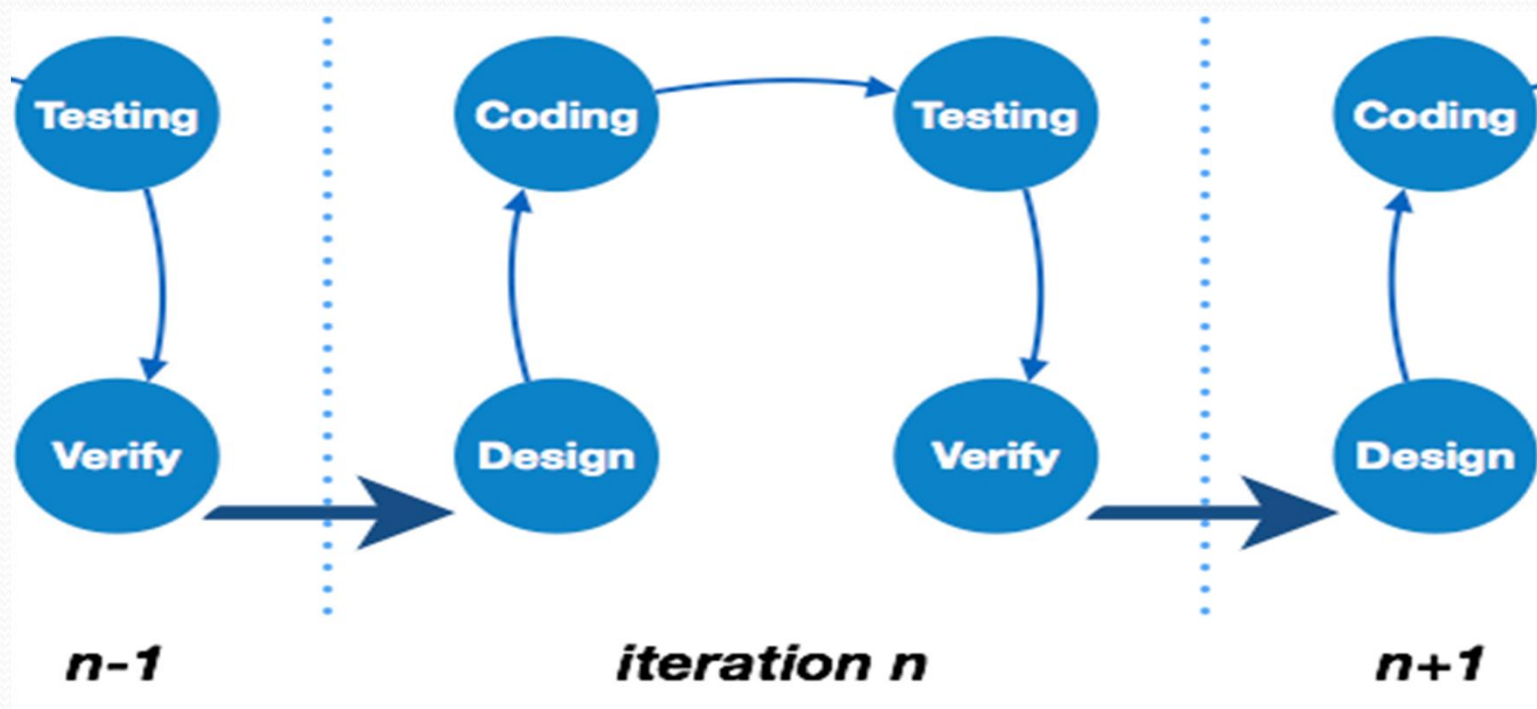 Testing
Coding
Testing
Coding
Verify
Design
Verify
Design
n-1
iteration n
n+1